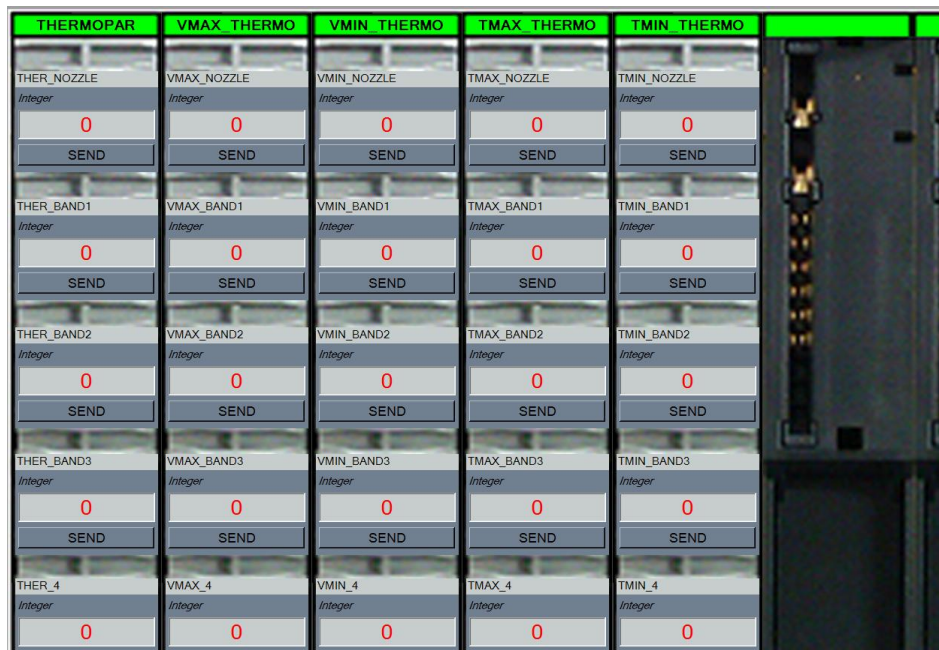 THERMOPAR VMAX_THERMO VMIN_THERMO TMAX_THERMO TMIN_THERMO
THER_NOZZLE VMAX_NOZZLE VMIN_NOZZLE TMAX_NOZZLE TMIN_NOZZLE
Integer Integer Integer Integer Integer
0 0 0 0 0
SEND SEND SEND SEND SEND
THER_BAND1 VMAX_BAND1 VMIN_BAND1 TMAX_BAND1 TMIN_BAND1
Integer Integer Integer Integer Integer
0 0 0 0 0
SEND SEND SEND SEND SEND
THER_BAND2 VMAX_BAND2 VMIN_BAND2 TMAX_BAND2 TMIN_BAND2
Integer Integer Integer Integer Integer
0 0 0 0 0
SEND SEND SEND SEND SEND
THER_BAND3 VMAX_BAND3 VMIN_BAND3 TMAX_BAND3 TMIN_BAND3
Integer Integer Integer Integer Integer
0 0 0 0 0
SEND SEND SEND SEND SEND
THER_4 VMAX_4 VMIN_4 TMAX_4 TMIN_4
Integer Integer Integer Integer Integer
0 0 0 0 0